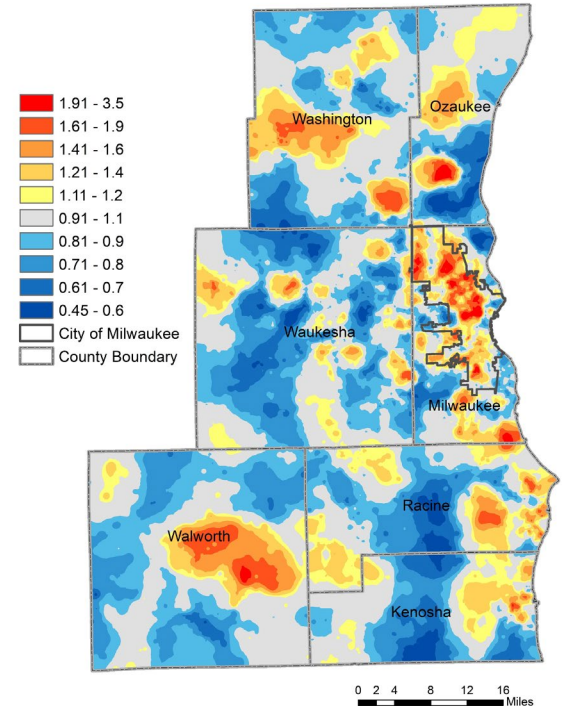 Washington
Ozaukee
1.91 - 3.5
1.61 - 1.9
1.41 - 1.6
1.21 - 1.4
1.11 - 1.2
0.91 - 1.1
0.81 - 0.9
0.71 - 0.8
0.61 - 0.7
0.45 - 0.6
City of Milwaukee
County Boundary
Waukesha
Milwaukee
Racine
Walworth
Kenosha
0 2 4 8 12 16
Miles